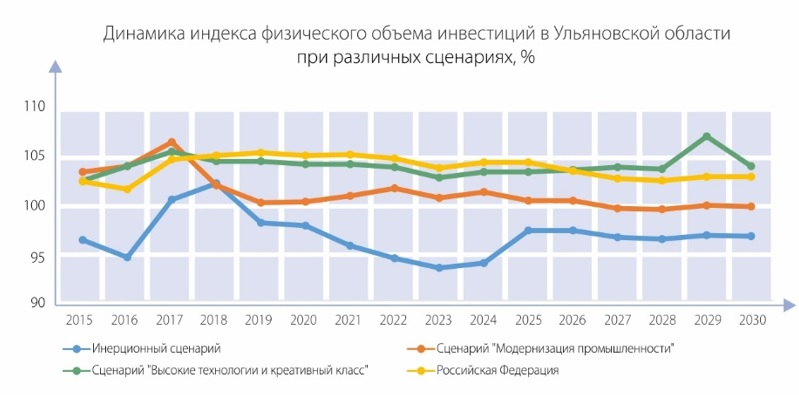 Динамика индекса физического объема инвестиций в Ульяновской области
при различных сценариях, %
110
105
100
95
90
2015 2016 2017 2018 2019 2020 2021 2022 2023 2024 2025 2026 2027 2028 2029 2030
Инерционный сценарий
Сценарий "Модернизация промышленности"
Сценарий "Высокие технологии и креативный класс"
Российская Федерация